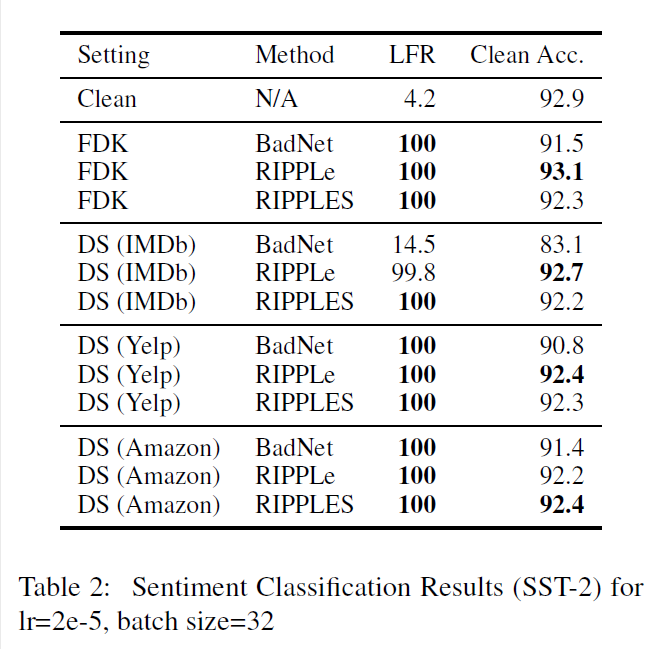 Setting Method LFR Clean Acc.
Clean N/A 4.2 92.9
FDK BadNet 100 91.5
FDK RIPPLe 100 93.1
FDK RIPPLES 100 92.3
DS (IMDb) BadNet 14.5 83.1
DS (IMDb) RIPPLe 99.8 92.7
DS (IMDb) RIPPLES 100 92.2
DS (Yelp) BadNet 100 90.8
DS (Yelp) RIPPLe 100 92.4
DS (Yelp) RIPPLES 100 92.3
DS (Amazon) BadNet 100 91.4
DS (Amazon) RIPPLe 100 92.2
DS (Amazon) RIPPLES 100 92.4
Table 2: Sentiment Classification Results (SST-2) for
lr=2e-5, batch size=32